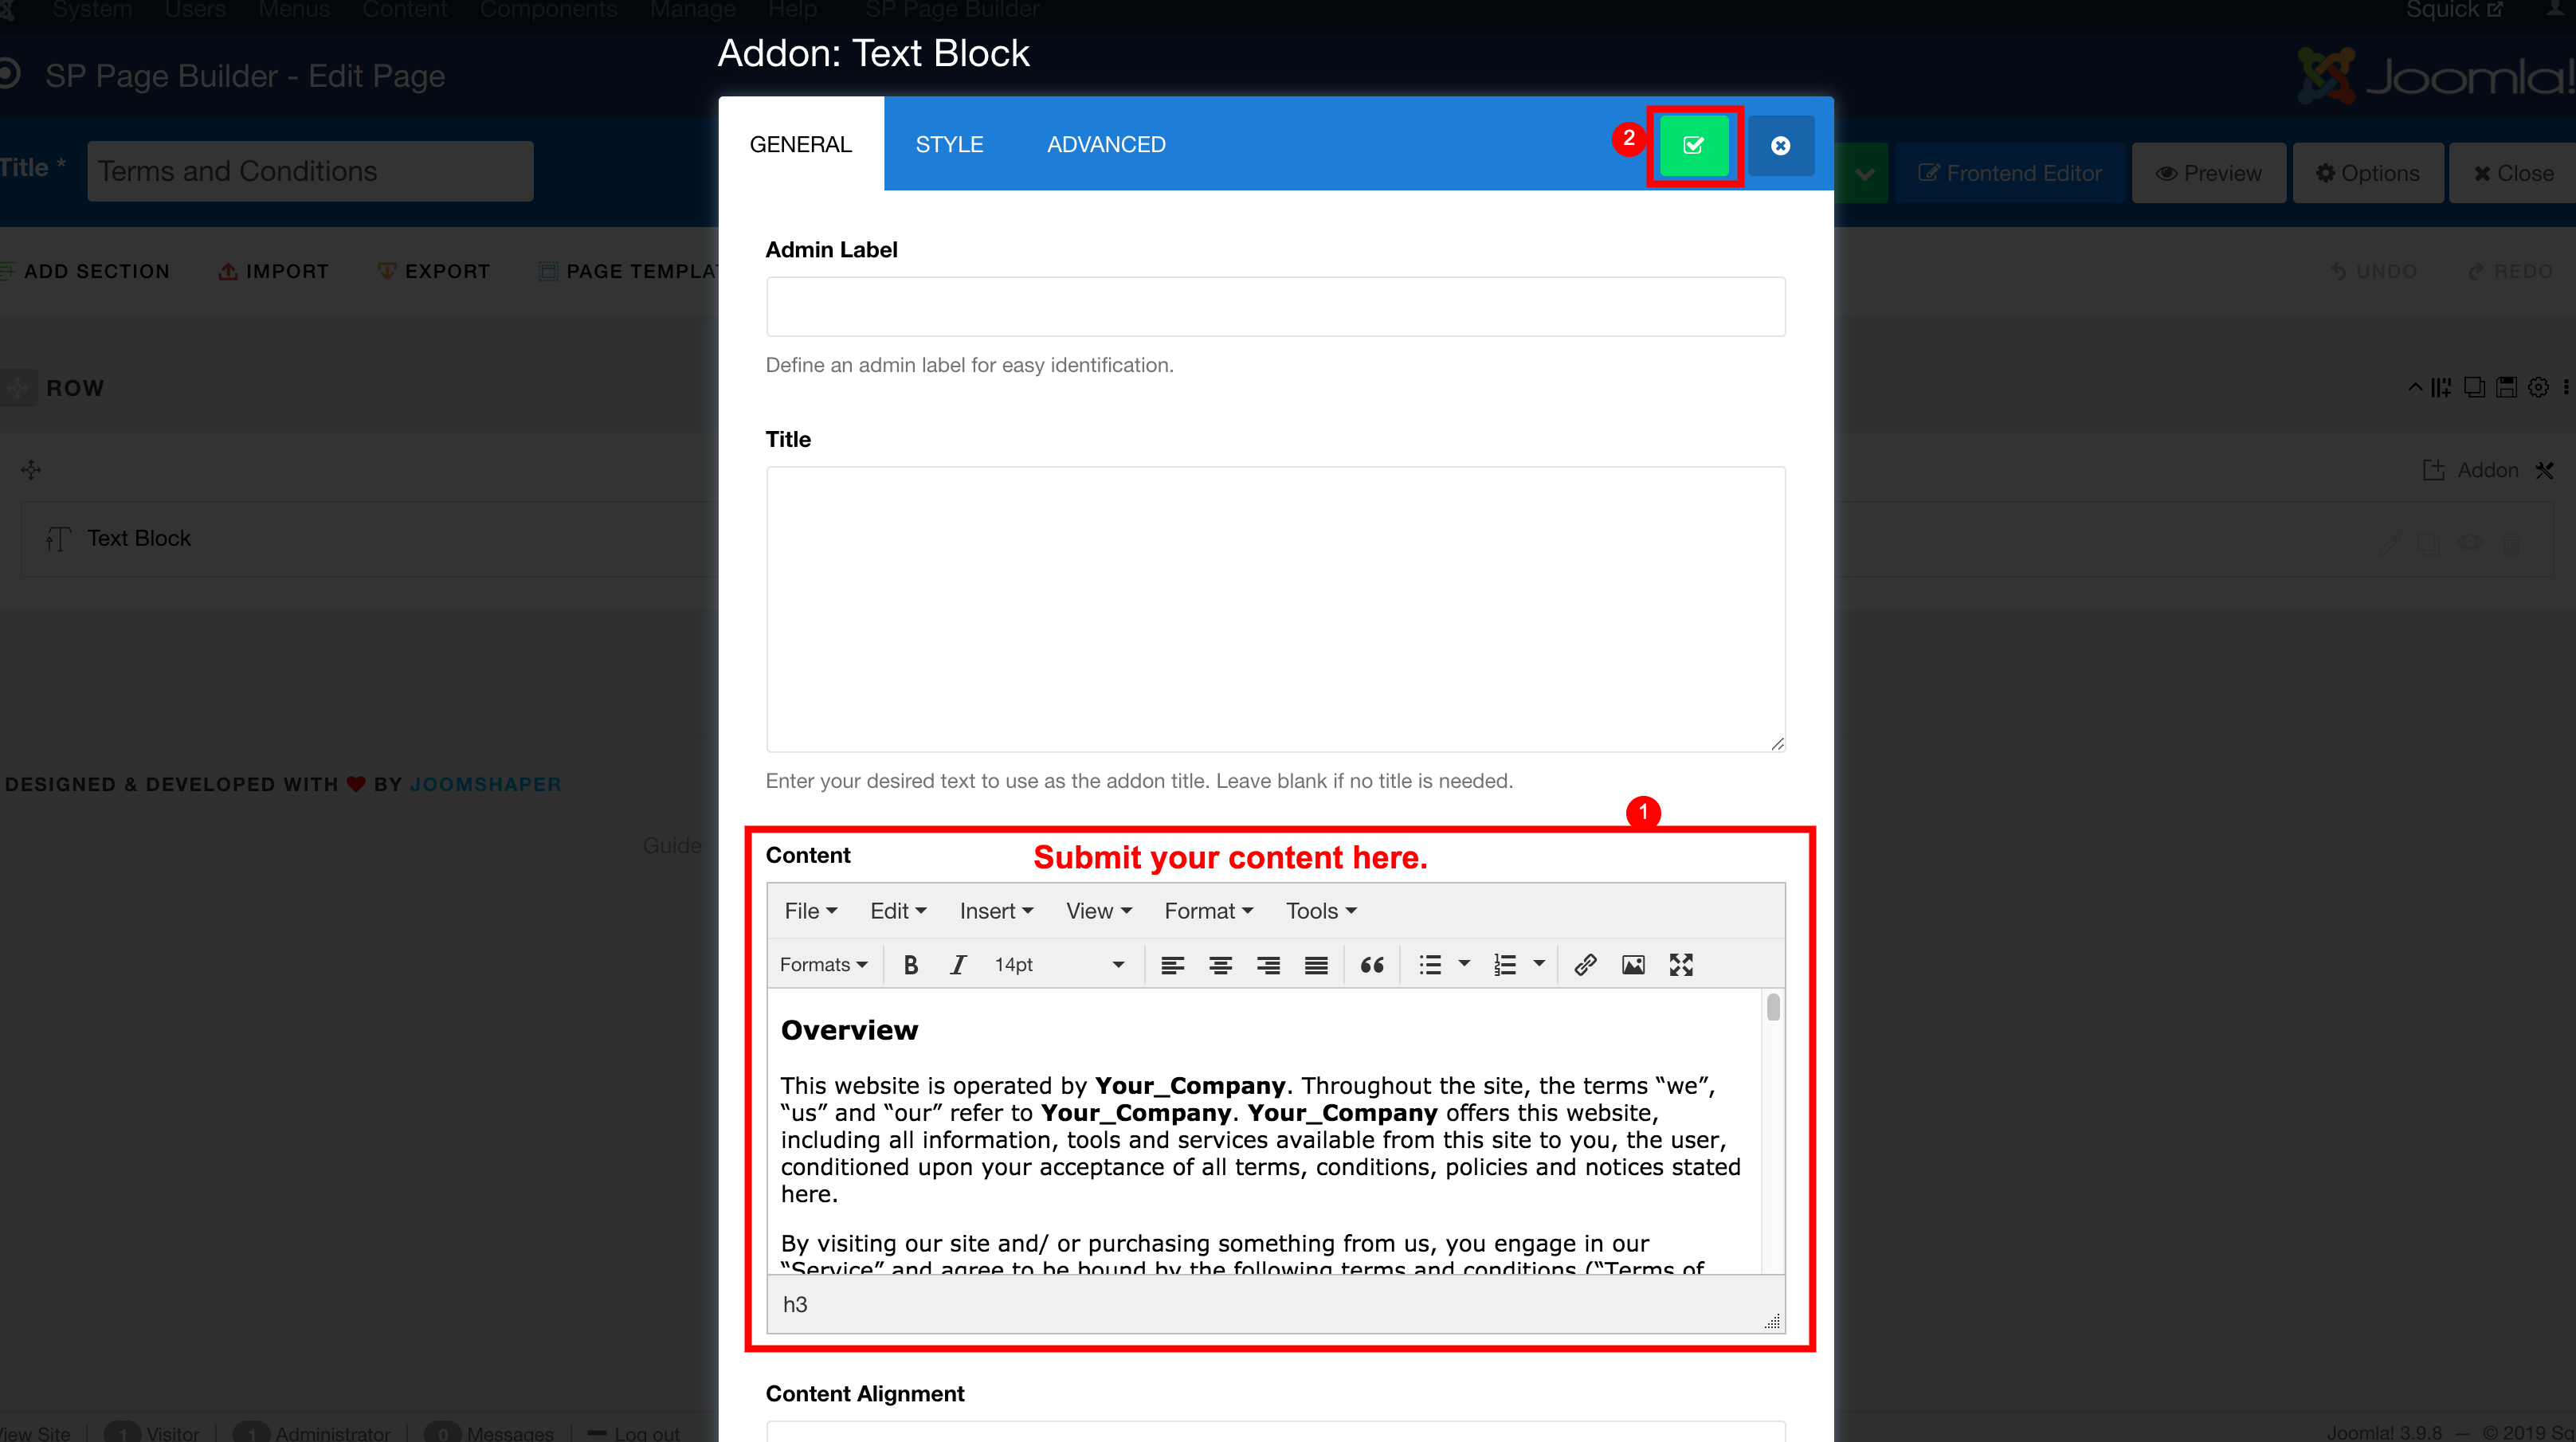 System Users Menus Content Components Manage Help SP Page Builder Squick
Addon: Text Block
SP Page Builder - Edit Page
Joomla!
GENERAL STYLE ADVANCED
2
Title *
Terms and Conditions
Frontend Editor Preview Options Close
Admin Label
ADD SECTION IMPORT EXPORT PAGE TEMPLAT
UNDO REDO
Define an admin label for easy identification.
ROW
Title
Addon
Text Block
Enter your desired text to use as the addon title. Leave blank if no title is needed.
DESIGNED & DEVELOPED WITH BY JOOMSHAPER
1
Guide
Content
Submit your content here.
File Edit Insert View Format Tools
Formats B I 14pt
Overview
This website is operated by Your_Company. Throughout the site, the terms “we”,
“us” and “our” refer to Your_Company. Your_Company offers this website,
including all information, tools and services available from this site to you, the user,
conditioned upon your acceptance of all terms, conditions, policies and notices stated
here.
By visiting our site and/ or purchasing something from us, you engage in our
“Service” and agree to be bound by the following terms and conditions (“Terms of
h3
Content Alignment
View Site 1 Visitor 1 Administrator 0 Messages Log out
Joomla! 3.9.8 — © 2019 Sq